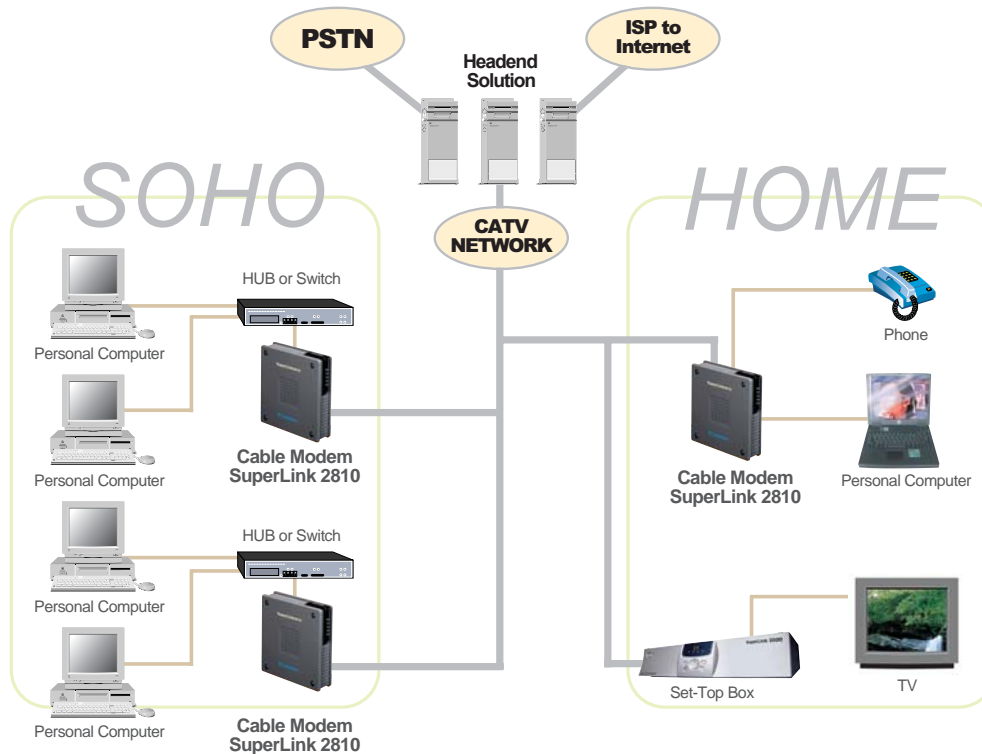 PSTN
ISP to
Internet
Headend
Solution
SOHO
HOME
CATV
NETWORK
HUB or Switch
Personal Computer
Phone
Personal Computer
Cable Modem
SuperLink 2810
Cable Modem
SuperLink 2810
Personal Computer
HUB or Switch
Personal Computer
Set-Top Box
TV
Personal Computer
Cable Modem
SuperLink 2810